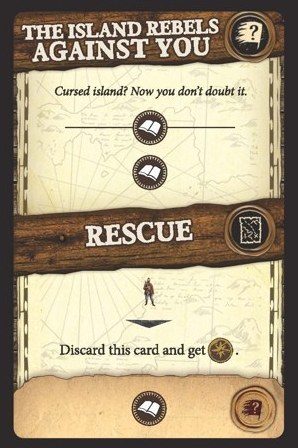 THE ISLAND REBELS
AGAINST YOU
?
Cursed island? Now you don't doubt it.
RESCUE
Discard this card and get .
?